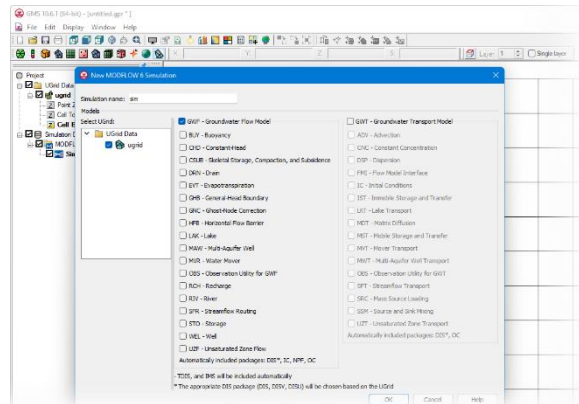 GMS 10.8.1 (64-bit) - [untitled.gpr *]
File Edit Display Window Help
X: Y: Z: S:
Layer: 1 Single layer
Project
UGrid Data
ugrid
Point Z
Cell To
Cell B
Simulation D
MODFL
Sim
New MODFLOW 6 Simulation
Simulation name: sim
Models
Select UGrid:
UGrid Data
ugrid
GWF - Groundwater Flow Model
BUY - Buoyancy
CHD - Constant-Head
CSUB - Skeletal Storage, Compaction, and Subsidence
DRN - Drain
EVT - Evapotranspiration
GHB - General-Head Boundary
GNC - Ghost-Node Correction
HFB - Horizontal Flow Barrier
LAK - Lake
MAW - Multi-Aquifer Well
MVR - Water Mover
OBS - Observation Utility for GWF
RCH - Recharge
RIV - River
SFR - Streamflow Routing
STO - Storage
WEL - Well
UZF - Unsaturated Zone Flow
Automatically included packages: DIS*, IC, NPF, OC
GWT - Groundwater Transport Model
ADV - Advection
CNC - Constant Concentration
DSP - Dispersion
FMI - Flow Model Interface
IC - Initial Conditions
IST - Immobile Storage and Transfer
LKT - Lake Transport
MDT - Matrix Diffusion
MST - Mobile Storage and Transfer
MVT - Mover Transport
MWT - Multi-Aquifer Well Transport
OBS - Observation Utility for GWT
SFT - Streamflow Transport
SRC - Mass Source Loading
SSM - Source and Sink Mixing
UZT - Unsaturated Zone Transport
Automatically included packages: DIS*, OC
- TDIS, and IMS will be included automatically
* The appropriate DIS package (DIS, DISV, DISU) will be chosen based on the UGrid
OK Cancel Help